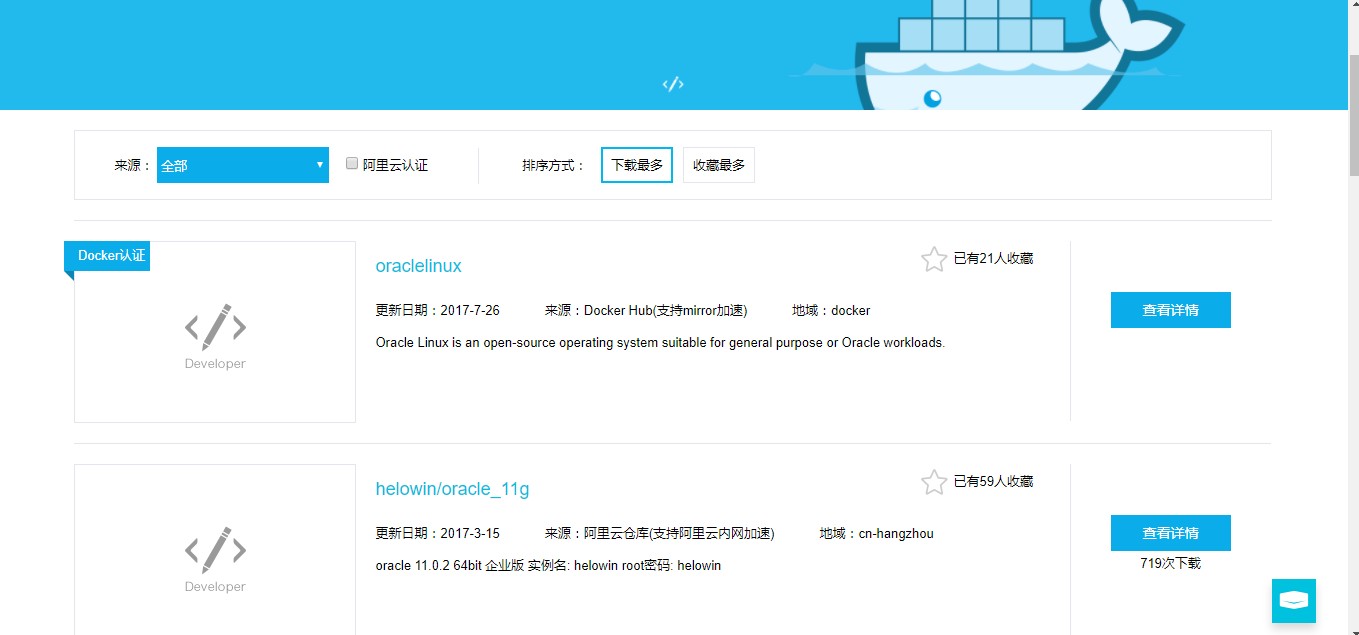 </>
来源： 全部 阿里云认证 排序方式： 下载最多 收藏最多
Docker认证
oraclelinux
已有21人收藏
更新日期：2017-7-26 来源：Docker Hub(支持mirror加速) 地域：docker
查看详情
Oracle Linux is an open-source operating system suitable for general purpose or Oracle workloads.
Developer
helowin/oracle_11g
已有59人收藏
更新日期：2017-3-15 来源：阿里云仓库(支持阿里云内网加速) 地域：cn-hangzhou
查看详情
oracle 11.0.2 64bit 企业版 实例名: helowin root密码: helowin
719次下载
Developer